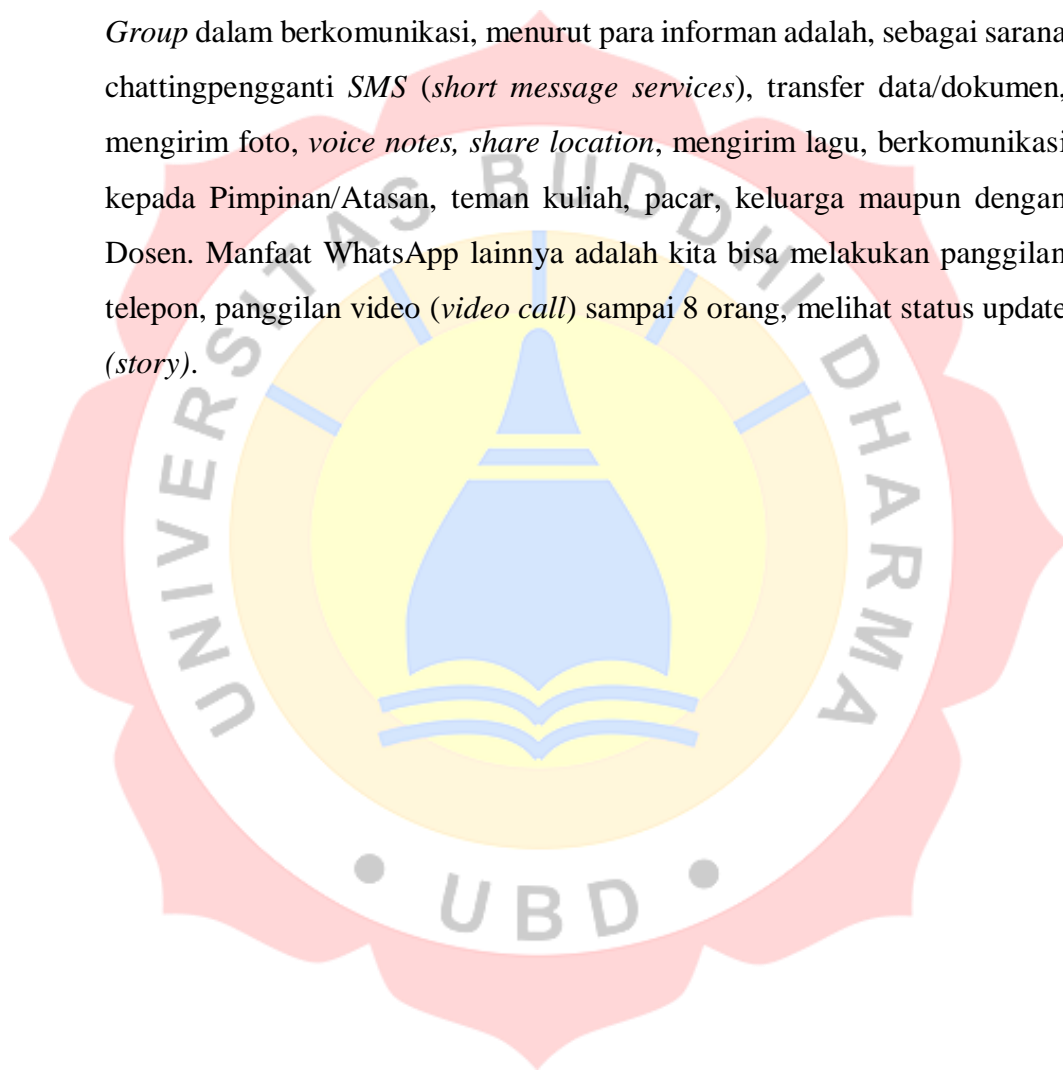 Group dalam berkomunikasi, menurut para informan adalah, sebagai sarana
chattingpengganti SMS (short message services), transfer data/dokumen,
mengirim foto, voice notes, share location, mengirim lagu, berkomunikasi
kepada Pimpinan/Atasan, teman kuliah, pacar, keluarga maupun dengan
Dosen. Manfaat WhatsApp lainnya adalah kita bisa melakukan panggilan
telepon, panggilan video (video call) sampai 8 orang, melihat status update
(story).
UNIVERSITAS BUDDHI DHARMA
• UBD •